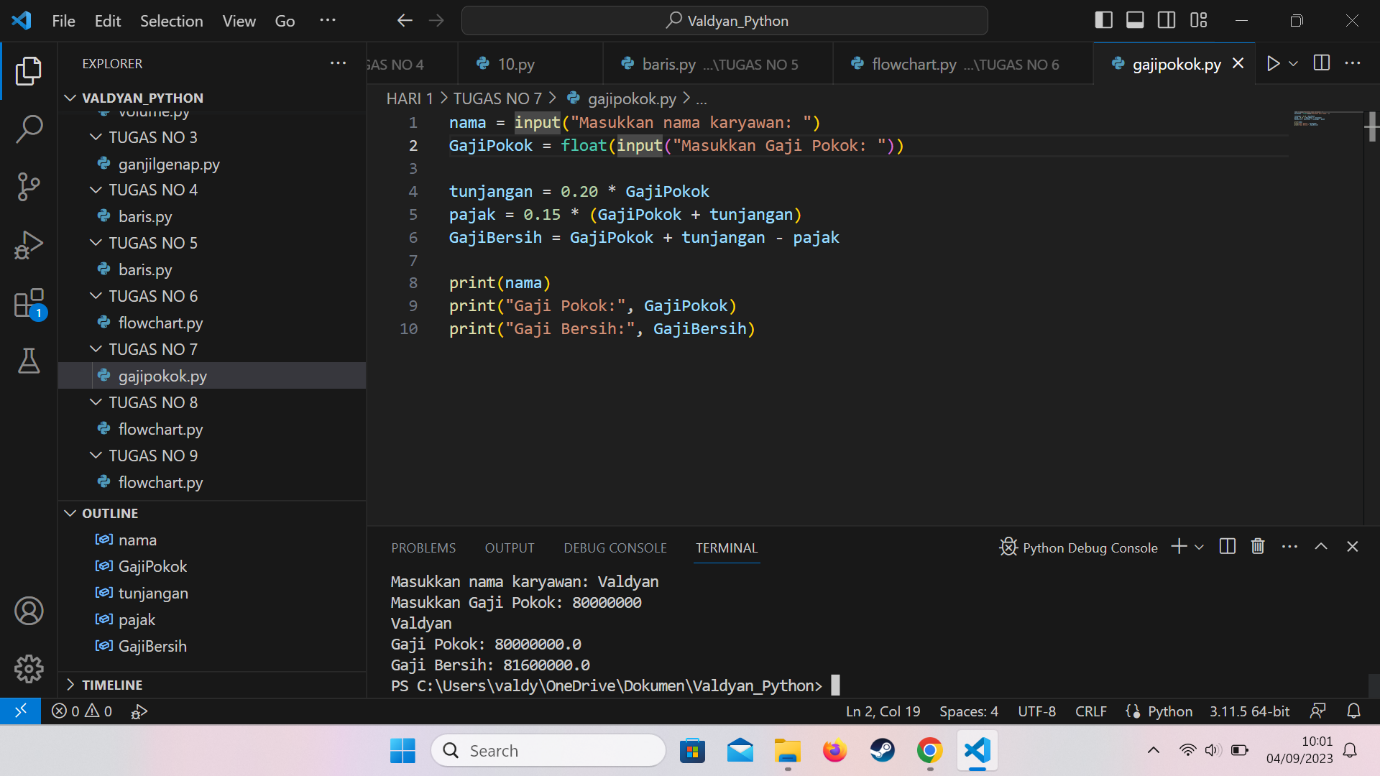 File Edit Selection View Go ···
Valdyan_Python
EXPLORER ···
GAS NO 4 10.py baris.py ...\TUGAS NO 5 flowchart.py ...\TUGAS NO 6 gajipokok.py
VALDYAN_PYTHON
volume.py
TUGAS NO 3
ganjilgenap.py
TUGAS NO 4
baris.py
TUGAS NO 5
baris.py
TUGAS NO 6
flowchart.py
TUGAS NO 7
gajipokok.py
TUGAS NO 8
flowchart.py
TUGAS NO 9
flowchart.py
OUTLINE
nama
GajiPokok
tunjangan
pajak
GajiBersih
TIMELINE
HARI 1 > TUGAS NO 7 > gajipokok.py > ...
1 nama = input("Masukkan nama karyawan: ")
2 GajiPokok = float(input("Masukkan Gaji Pokok: "))
3
4 tunjangan = 0.20 * GajiPokok
5 pajak = 0.15 * (GajiPokok + tunjangan)
6 GajiBersih = GajiPokok + tunjangan - pajak
7
8 print(nama)
9 print("Gaji Pokok:", GajiPokok)
10 print("Gaji Bersih:", GajiBersih)
PROBLEMS OUTPUT DEBUG CONSOLE TERMINAL Python Debug Console
Masukkan nama karyawan: Valdyan
Masukkan Gaji Pokok: 80000000
Valdyan
Gaji Pokok: 80000000.0
Gaji Bersih: 81600000.0
PS C:\Users\valdy\OneDrive\Dokumen\Valdyan_Python>
1
0 0
Ln 2, Col 19 Spaces: 4 UTF-8 CRLF Python 3.11.5 64-bit
Search
10:01
04/09/2023